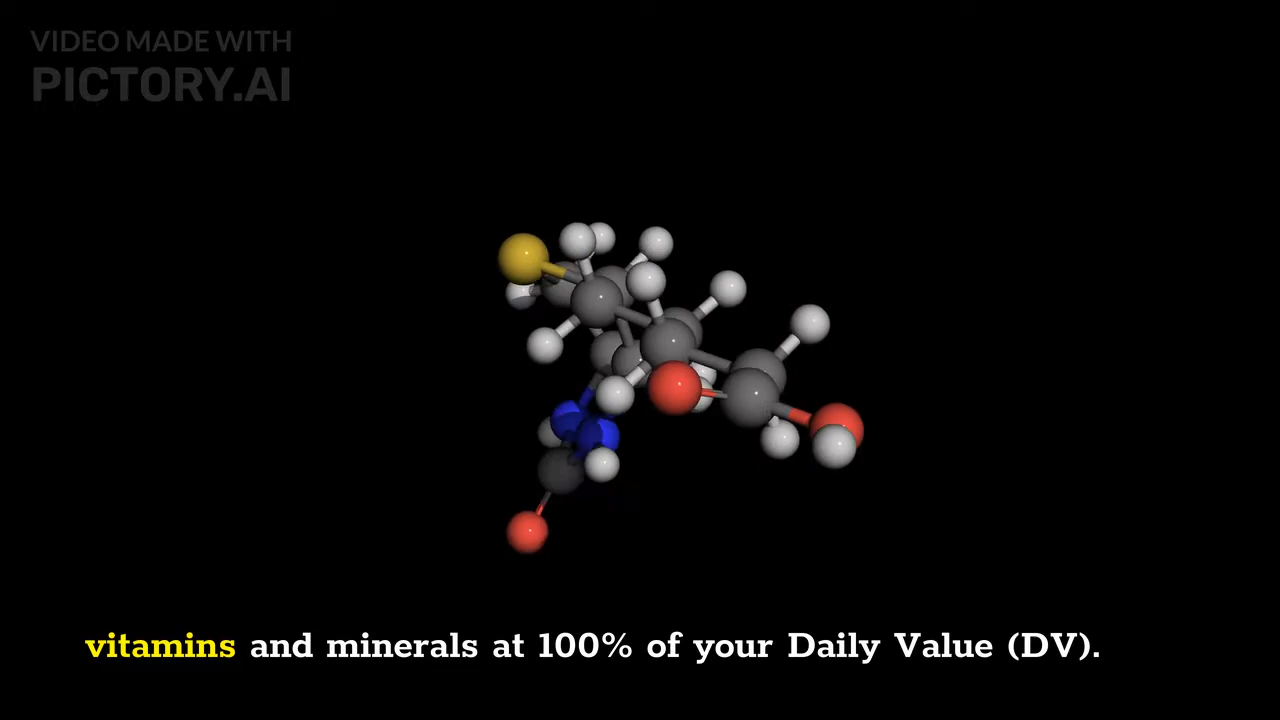 VIDEO MADE WITH
PICTORY.AI
vitamins and minerals at 100% of your Daily Value (DV).